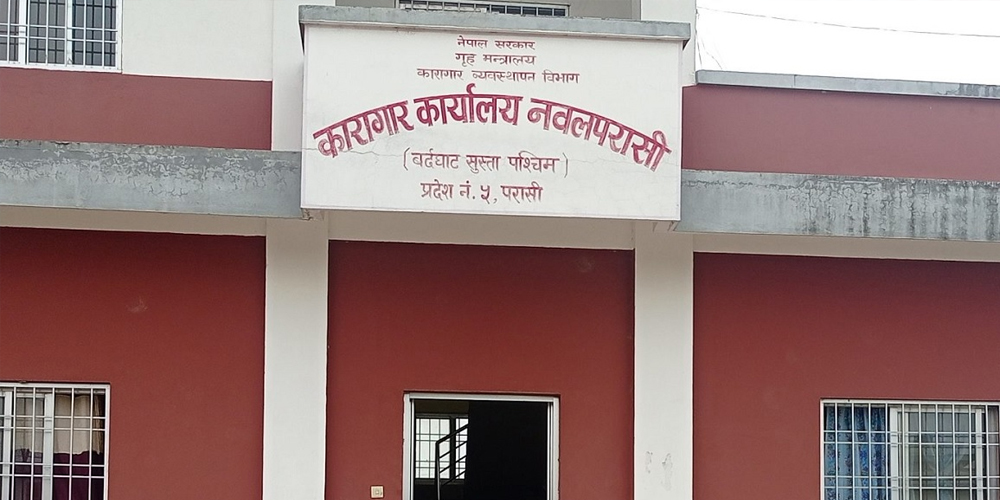 नेपाल सरकार
गृह मन्त्रालय
कारागार व्यवस्थापन विभाग
कारागार कार्यालय नवलपरासी
(बर्दघाट सुस्ता पश्चिम)
प्रदेश नं. ५, परासी